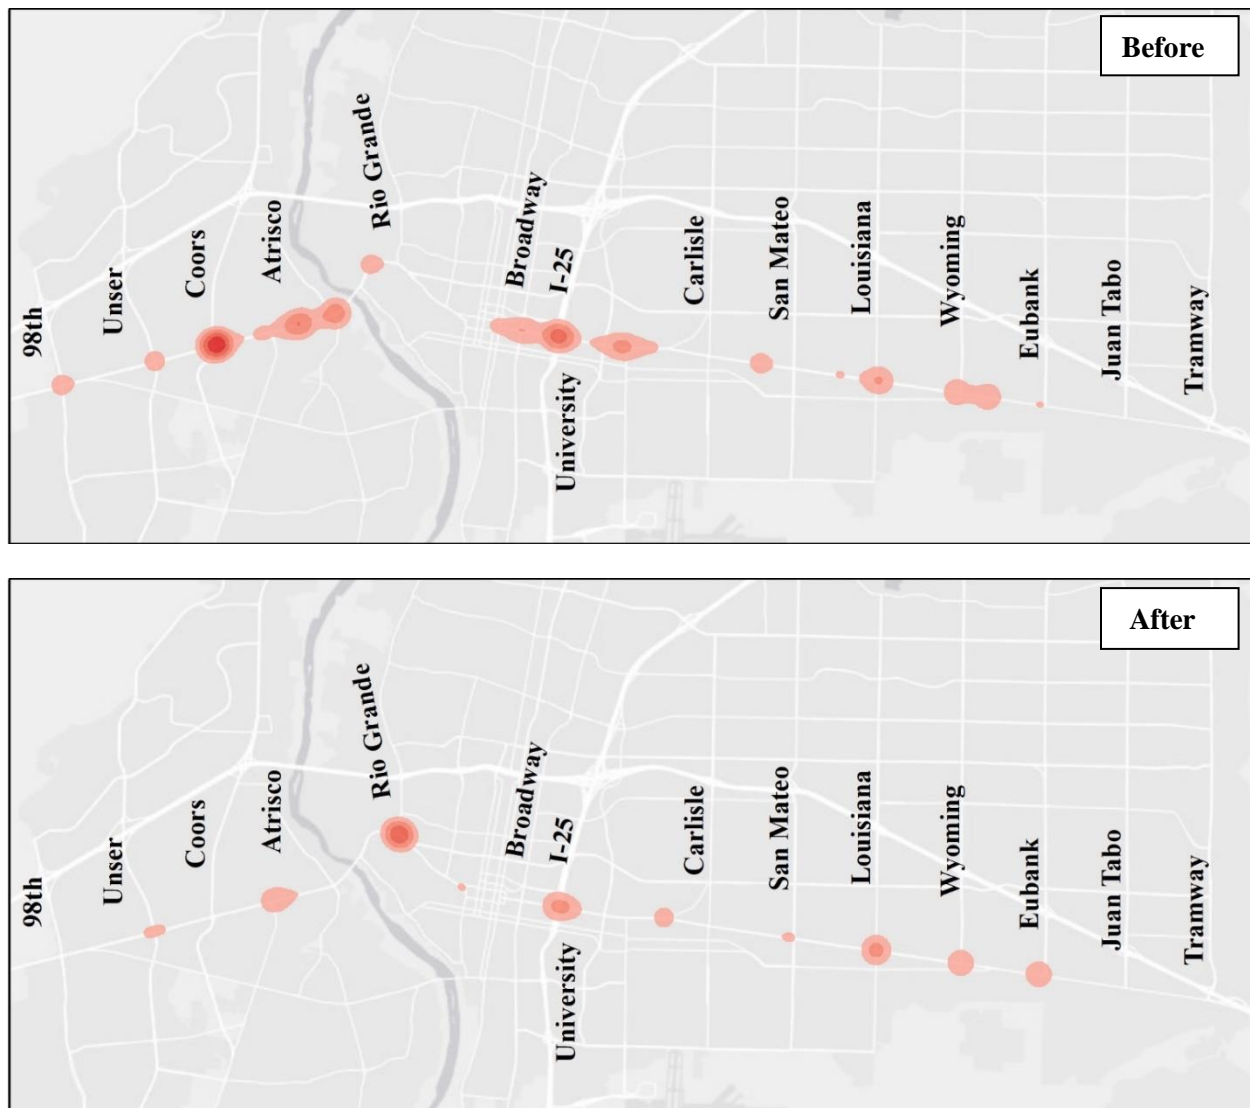 Before
98th
Unser
Coors
Atrisco
Rio Grande
Broadway
I-25
University
Carlisle
San Mateo
Louisiana
Wyoming
Eubank
Juan Tabo
Tramway
After
98th
Unser
Coors
Atrisco
Rio Grande
Broadway
I-25
University
Carlisle
San Mateo
Louisiana
Wyoming
Eubank
Juan Tabo
Tramway